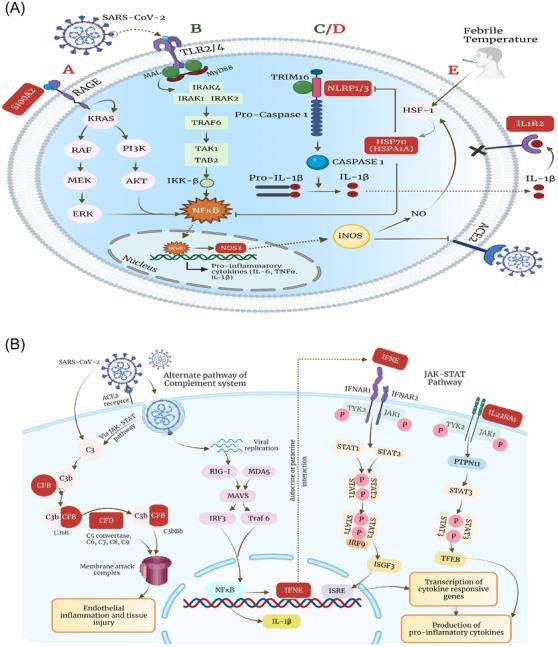 (A)
SARS-CoV-2
B
C/D
TLR2/4
Febrile
Temperature
MAL
MyD88
A
RAGE
S100A2
IRAK4
IRAK1 IRAK2
TRIM16
NLRP1/3
E
KRAS
Pro-Caspase 1
HSF-1
IL1R2
TRAF6
RAF
PI3K
HSP70
(HSPA1A)
TAK1
TAB2
CASPASE 1
MEK
AKT
IKK-β
Pro-IL-1β
IL-1β
IL-1β
ERK
NFκB
NO
iNOS
ACE2
NFκB
NOS2
Nucleus
Pro-inflammatory
cytokines (IL-6, TNFα,
IL-1β)
(B)
SARS-CoV-2
Alternate pathway of
Complement system
IFNE
JAK-STAT
Pathway
ACE2
receptor
IFNAR1
IFNAR2
IL22RA1
TYK2
JAK1
P
P
TYK2
JAK1
P
P
Via JAK-STAT
pathway
C3
Viral
replication
Autocrine or paracrine
interaction
STAT1
STAT2
PTPN11
C3b
CFB
RIG-I
MDA5
STAT3
MAVS
P
P
STAT1
STAT2
C3b
CFB
C3bB
CFD
C3b
CFB
C3bBb
C5 convertase,
C6, C7, C8, C9
IRF3
Traf 6
P
P
STAT1
STAT2
IRF9
P
P
STAT3
STAT3
TFEB
Membrane attack
complex
ISGF3
NFκB
IFNE
ISRE
Transcription of
cytokine responsive
genes
Endothelial
inflammation and tissue
injury
IL-1β
Production of
pro-inflamatory cytokines